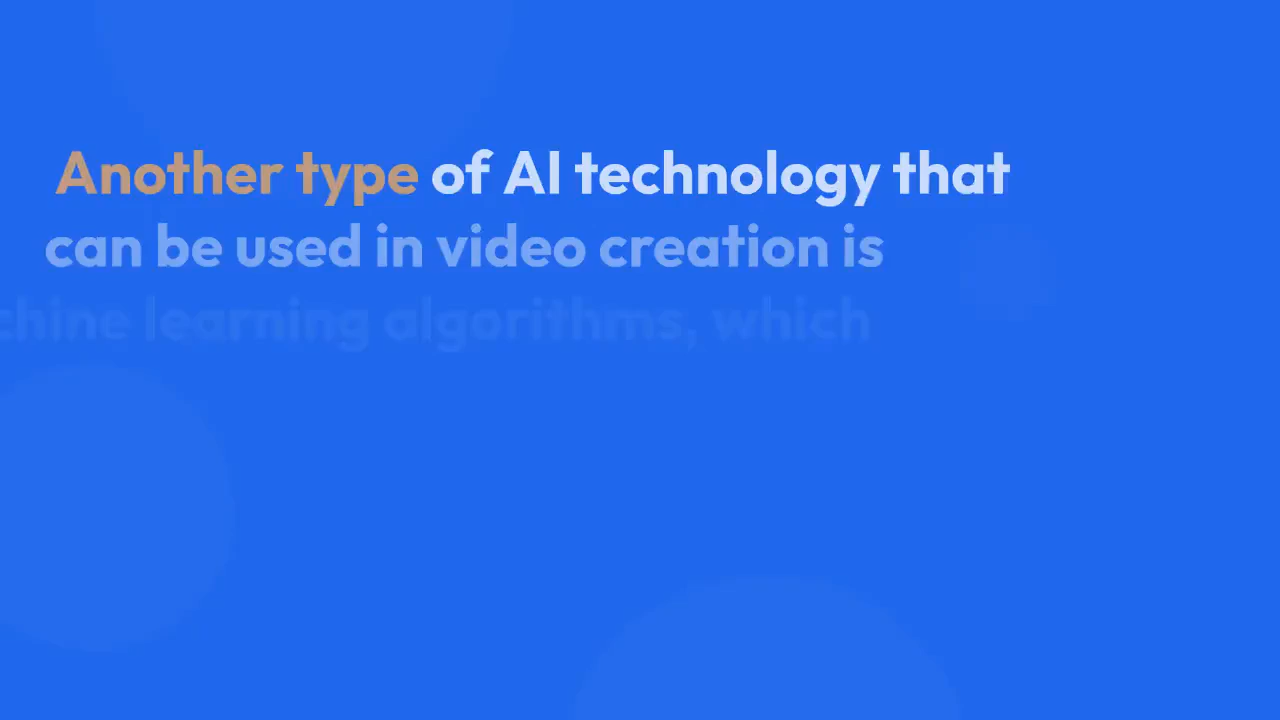 Another type of AI technology that
can be used in video creation is
chine learning algorithms, which